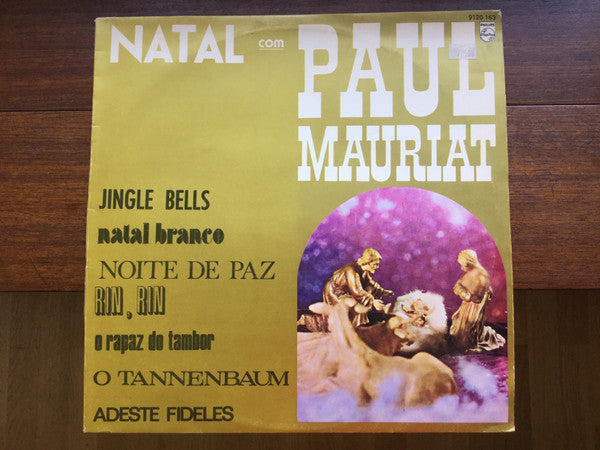 NATAL com
PAUL
MAURIAT
9120 163
PHILIPS
JINGLE BELLS
natal branco
NOITE DE PAZ
RIN, RIN
o rapaz do tambor
O TANNENBAUM
ADESTE FIDELES